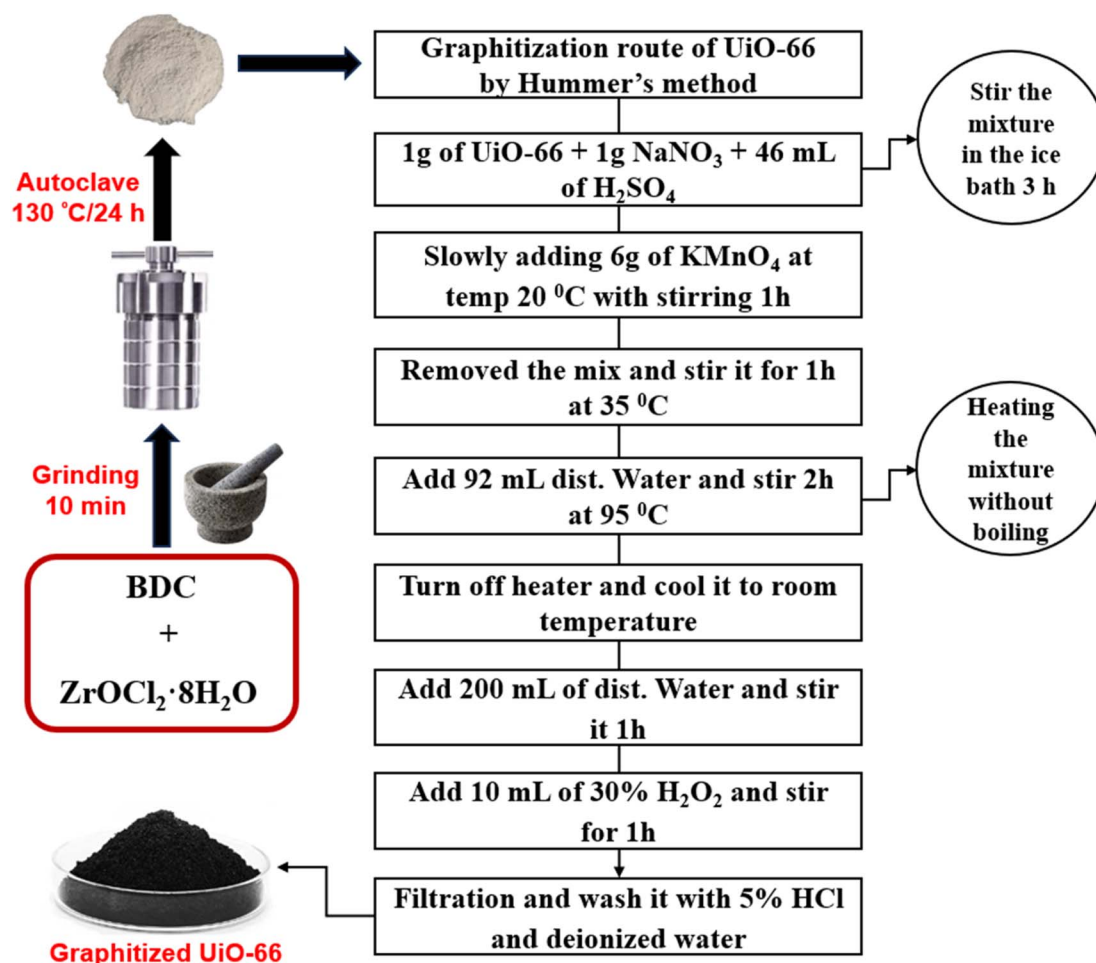 BDC
+
ZrOCl₂·8H₂O
Grinding
10 min
Autoclave
130 °C/24 h
Graphitization route of UiO-66
by Hummer’s method
1g of UiO-66 + 1g NaNO₃ + 46 mL
of H₂SO₄
Stir the
mixture
in the ice
bath 3 h
Slowly adding 6g of KMnO₄ at
temp 20 ⁰C with stirring 1h
Removed the mix and stir it for 1h
at 35 ⁰C
Add 92 mL dist. Water and stir 2h
at 95 ⁰C
Heating
the
mixture
without
boiling
Turn off heater and cool it to room
temperature
Add 200 mL of dist. Water and stir
it 1h
Add 10 mL of 30% H₂O₂ and stir
for 1h
Filtration and wash it with 5% HCl
and deionized water
Graphitized UiO-66